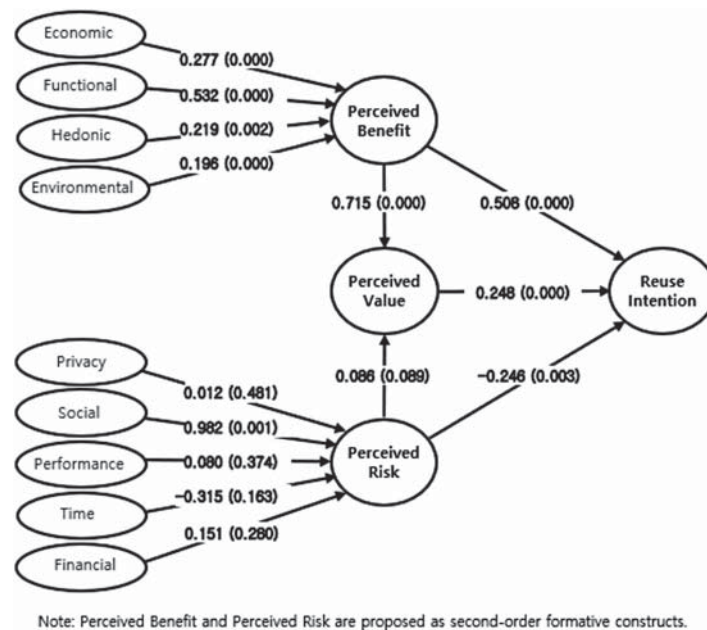 Economic
0.277 (0.000)
Functional
0.532 (0.000)
Hedonic
0.219 (0.002)
Environmental
0.196 (0.000)
Perceived
Benefit
0.715 (0.000)
0.506 (0.000)
Perceived
Value
0.248 (0.000)
Reuse
Intention
Privacy
0.012 (0.481)
Social
0.982 (0.001)
Performance
0.080 (0.374)
Time
-0.315 (0.163)
Financial
0.151 (0.280)
0.086 (0.089)
-0.246 (0.003)
Perceived
Risk
Note: Perceived Benefit and Perceived Risk are proposed as second-order formative constructs.